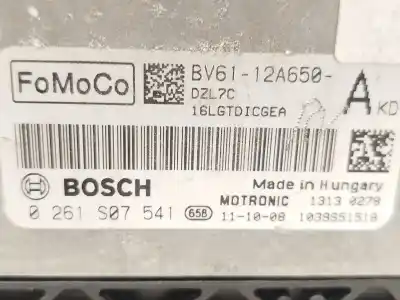 FoMoCo
BV61-12A650-
A KD
DZL7C
16LGTDICGEA
BOSCH
Made in Hungary
0 261 S07 541 658
MOTRONIC 1313 0279
11-10-08 1039S51518